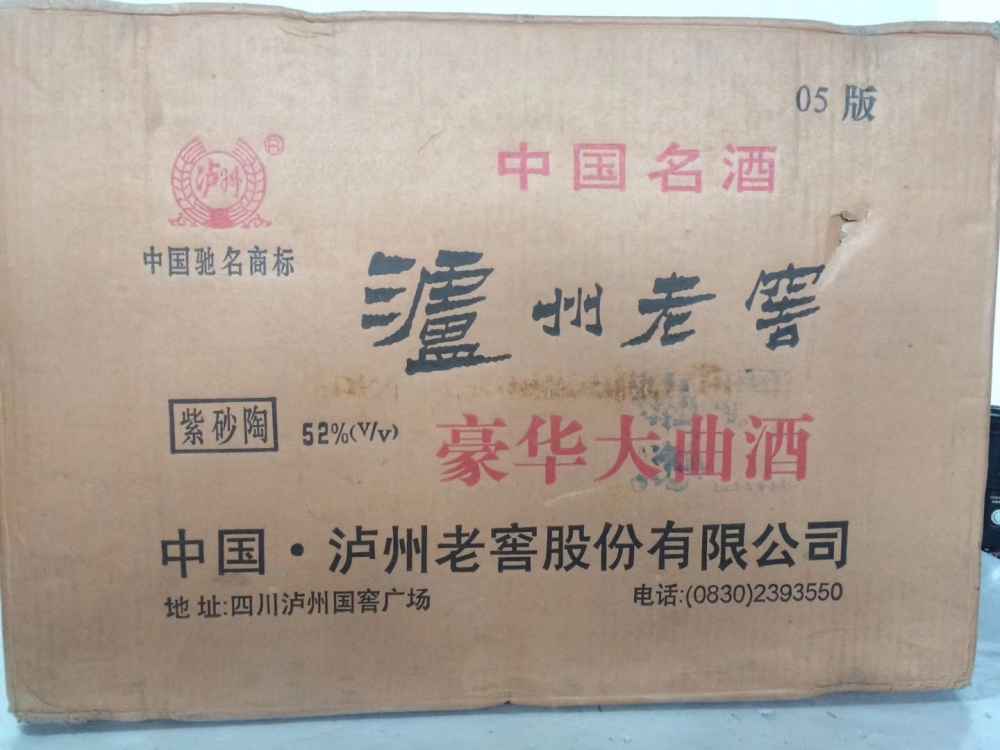 05 版
泸州
®
中国名酒
中国驰名商标
瀘州老窖
紫砂陶
52%(V/V)
豪华大曲酒
中国·泸州老窖股份有限公司
地址:四川泸州国窖广场
电话:(0830)2393550